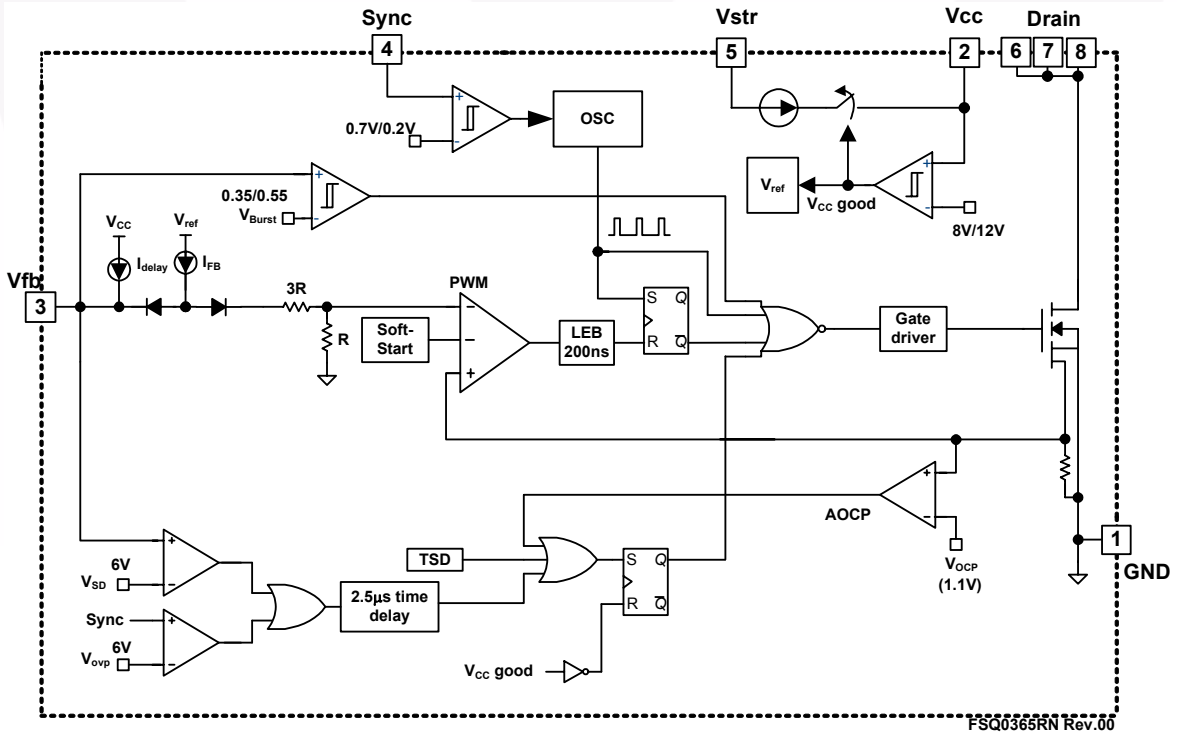 Sync
Vstr
Vcc
Drain
4
5
2
6 7 8
0.7V/0.2V
+
-
OSC
0.35/0.55
VBurst
+
-
Vref
VCC good
+
-
8V/12V
VCC
Vref
Idelay
IFB
Vfb
3
3R
R
PWM
Soft-
Start
−
−
+
LEB
200ns
S Q
R Q̅
Gate
driver
AOCP
+
−
VOCP
(1.1V)
1
GND
6V
VSD
+
−
Sync
6V
Vovp
+
−
2.5μs time
delay
TSD
S Q
R Q̅
VCC good
FSQ0365RN Rev.00